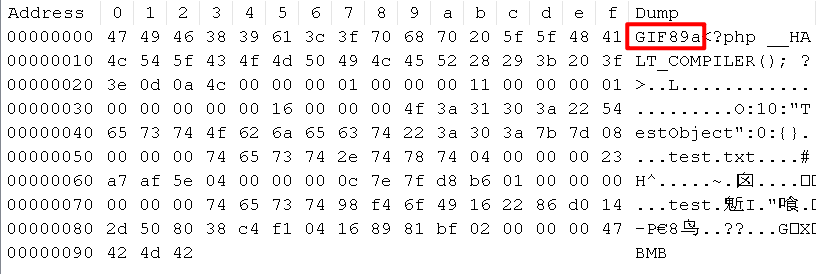 Address 0 1 2 3 4 5 6 7 8 9 a b c d e f Dump
00000000 47 49 46 38 39 61 3c 3f 70 68 70 20 5f 5f 48 41 GIF89a<?php __HA
00000010 4c 54 5f 43 4f 4d 50 49 4c 45 52 28 29 3b 20 3f LT_COMPILER(); ?
00000020 3e 0d 0a 4c 00 00 00 01 00 00 00 11 00 00 00 01 >..L............
00000030 00 00 00 00 00 16 00 00 00 4f 3a 31 30 3a 22 54 .........O:10:"T
00000040 65 73 74 4f 62 6a 65 63 74 22 3a 30 3a 7b 7d 08 estObject":0:{}.
00000050 00 00 00 74 65 73 74 2e 74 78 74 04 00 00 00 23 ...test.txt....#
00000060 a7 af 5e 04 00 00 00 0c 7e 7f d8 b6 01 00 00 00 H^.....~.囟....
00000070 00 00 00 74 65 73 74 98 f4 6f 49 16 22 86 d0 14 ...test.魭I."喰.
00000080 2d 50 80 38 c4 f1 04 16 89 81 bf 02 00 00 00 47 -P€8鸟..??...G
00000090 42 4d 42 BMB